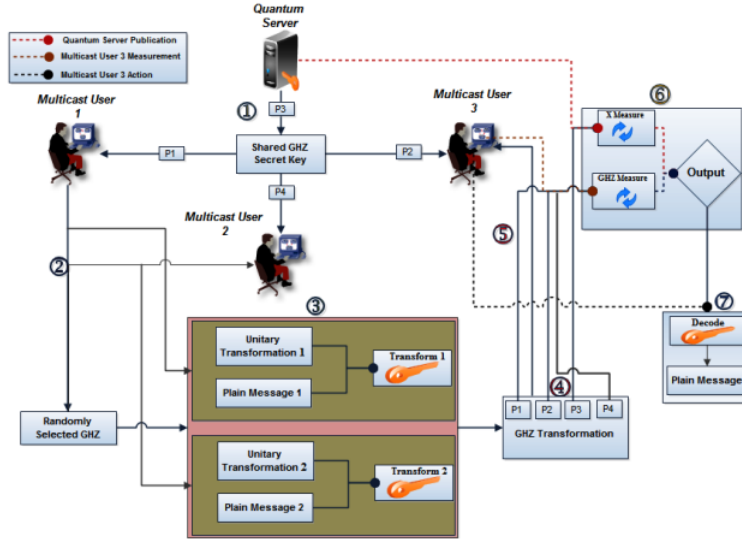 Quantum
Server
Quantum Server Publication
Multicast User 3 Measurement
Multicast User 3 Action
Multicast User
1
①
P3
Multicast User
3
⑥
X Measure
Shared GHZ
Secret Key
P1
P2
P4
GHZ Measure
Output
Multicast User
2
⑤
②
③
⑦
Unitary
Transformation 1
Plain Message 1
Transform 1
Decode
Plain Message
④
P1
P2
P3
P4
GHZ Transformation
Randomly
Selected GHZ
Unitary
Transformation 2
Plain Message 2
Transform 2